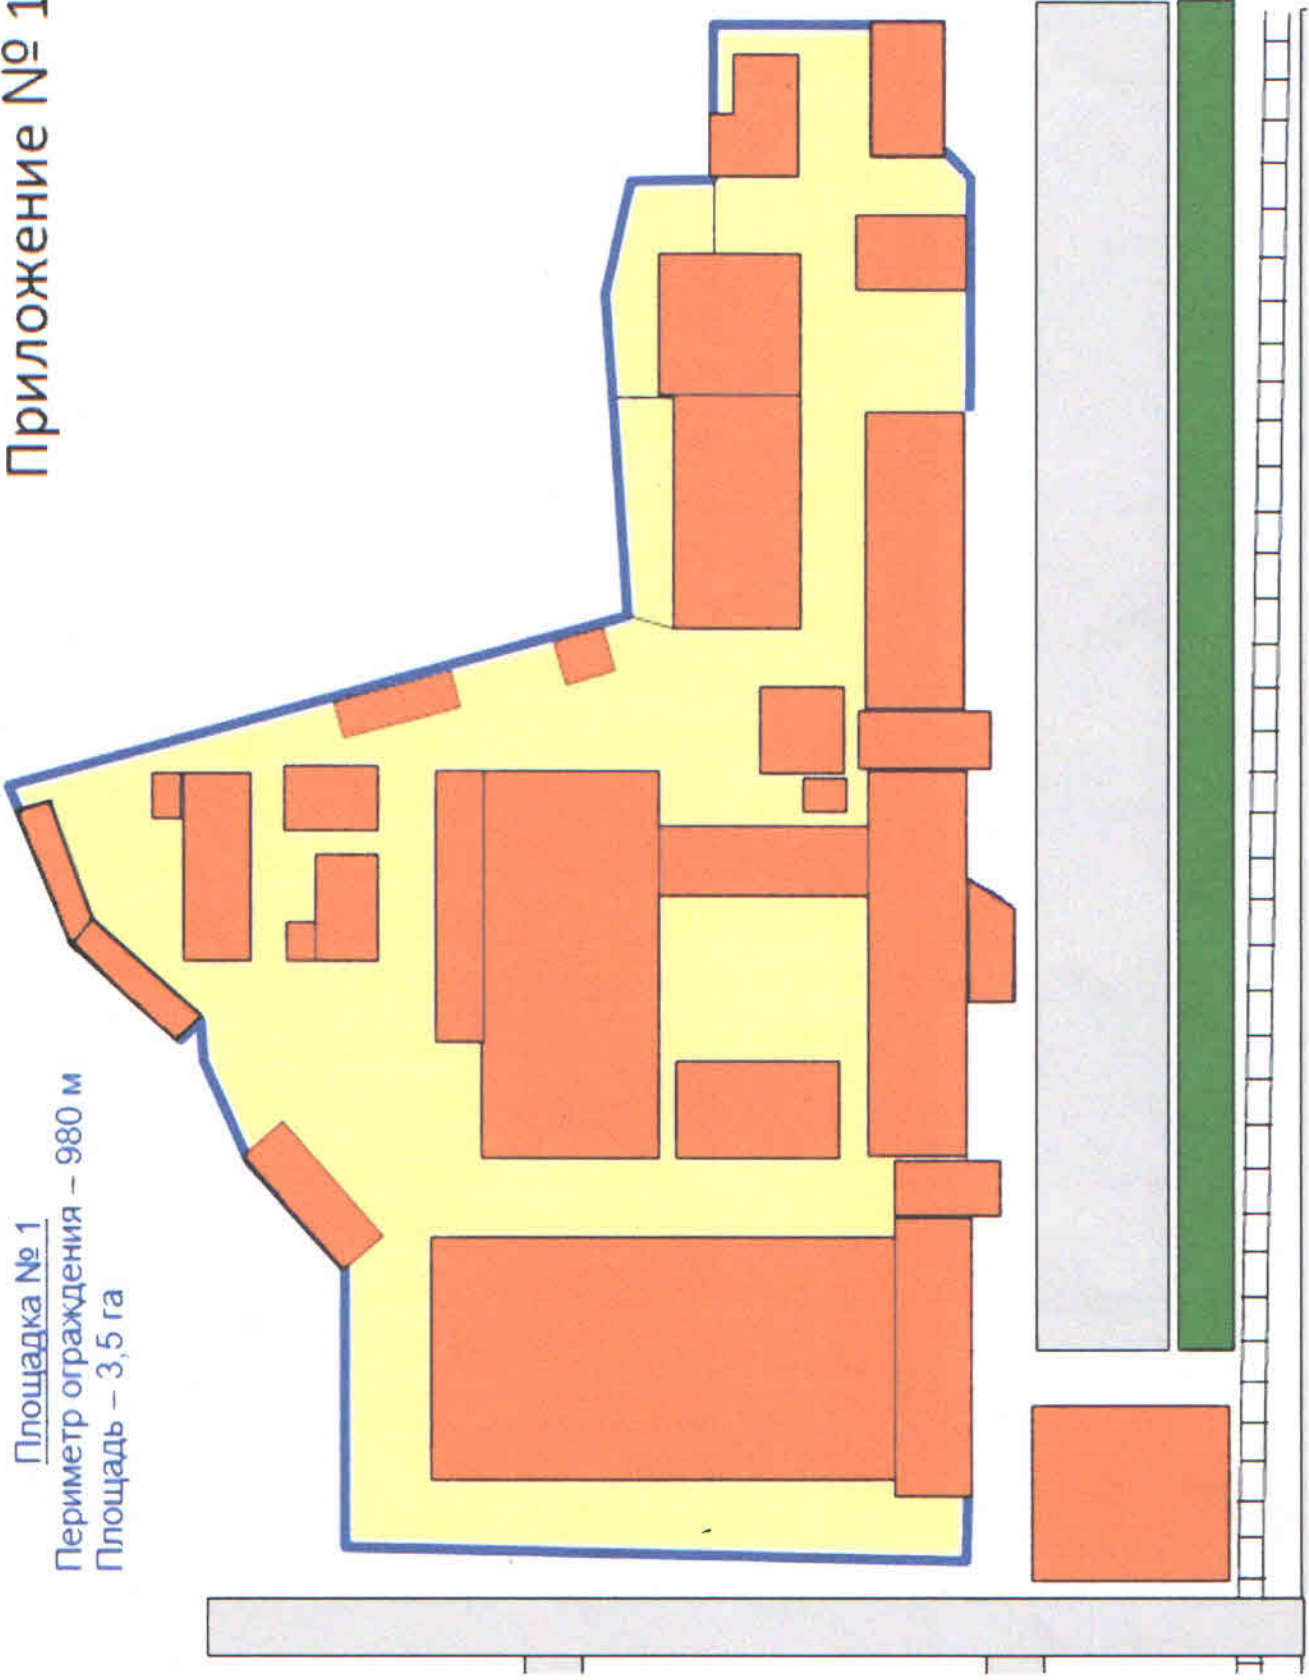 Приложение № 1
Площадка № 1
Периметр ограждения – 980 м
Площадь – 3,5 га